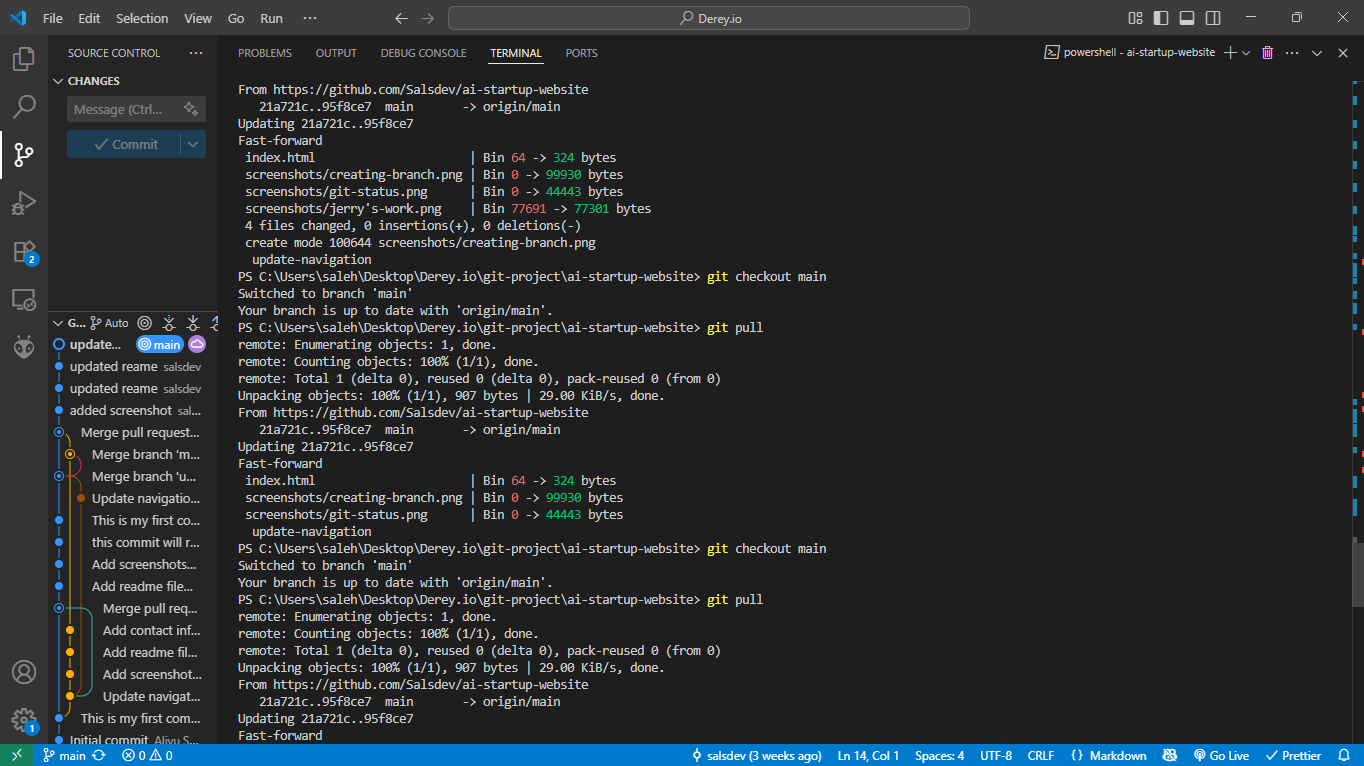 File Edit Selection View Go Run ··· Derey.io
SOURCE CONTROL ···
CHANGES
Message (Ctrl...
Commit
G... Auto
update... main
updated reame salsdev
updated reame salsdev
added screenshot sal...
Merge pull request...
Merge branch 'm...
Merge branch 'u...
Update navigatio...
This is my first co...
this commit will r...
Add screenshots...
Add readme file...
Merge pull req...
Add contact inf...
Add readme fil...
Add screenshot...
Update navigat...
This is my first com...
Initial commit Aliyu S...
2
1
PROBLEMS OUTPUT DEBUG CONSOLE TERMINAL PORTS powershell - ai-startup-website
From https://github.com/Salsdev/ai-startup-website
21a721c..95f8ce7 main -> origin/main
Updating 21a721c..95f8ce7
Fast-forward
index.html | Bin 64 -> 324 bytes
screenshots/creating-branch.png | Bin 0 -> 99930 bytes
screenshots/git-status.png | Bin 0 -> 44443 bytes
screenshots/jerry's-work.png | Bin 77691 -> 77301 bytes
4 files changed, 0 insertions(+), 0 deletions(-)
create mode 100644 screenshots/creating-branch.png
update-navigation
PS C:\Users\saleh\Desktop\Derey.io\git-project\ai-startup-website> git checkout main
Switched to branch 'main'
Your branch is up to date with 'origin/main'.
PS C:\Users\saleh\Desktop\Derey.io\git-project\ai-startup-website> git pull
remote: Enumerating objects: 1, done.
remote: Counting objects: 100% (1/1), done.
remote: Total 1 (delta 0), reused 0 (delta 0), pack-reused 0 (from 0)
Unpacking objects: 100% (1/1), 907 bytes | 29.00 KiB/s, done.
From https://github.com/Salsdev/ai-startup-website
21a721c..95f8ce7 main -> origin/main
Updating 21a721c..95f8ce7
Fast-forward
index.html | Bin 64 -> 324 bytes
screenshots/creating-branch.png | Bin 0 -> 99930 bytes
screenshots/git-status.png | Bin 0 -> 44443 bytes
update-navigation
PS C:\Users\saleh\Desktop\Derey.io\git-project\ai-startup-website> git checkout main
Switched to branch 'main'
Your branch is up to date with 'origin/main'.
PS C:\Users\saleh\Desktop\Derey.io\git-project\ai-startup-website> git pull
remote: Enumerating objects: 1, done.
remote: Counting objects: 100% (1/1), done.
remote: Total 1 (delta 0), reused 0 (delta 0), pack-reused 0 (from 0)
Unpacking objects: 100% (1/1), 907 bytes | 29.00 KiB/s, done.
From https://github.com/Salsdev/ai-startup-website
21a721c..95f8ce7 main -> origin/main
Updating 21a721c..95f8ce7
Fast-forward
main 0 0 salsdev (3 weeks ago) Ln 14, Col 1 Spaces: 4 UTF-8 CRLF {} Markdown Go Live Prettier